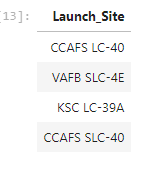 [13]:
Launch_Site
CCAFS LC-40
VAFB SLC-4E
KSC LC-39A
CCAFS SLC-40